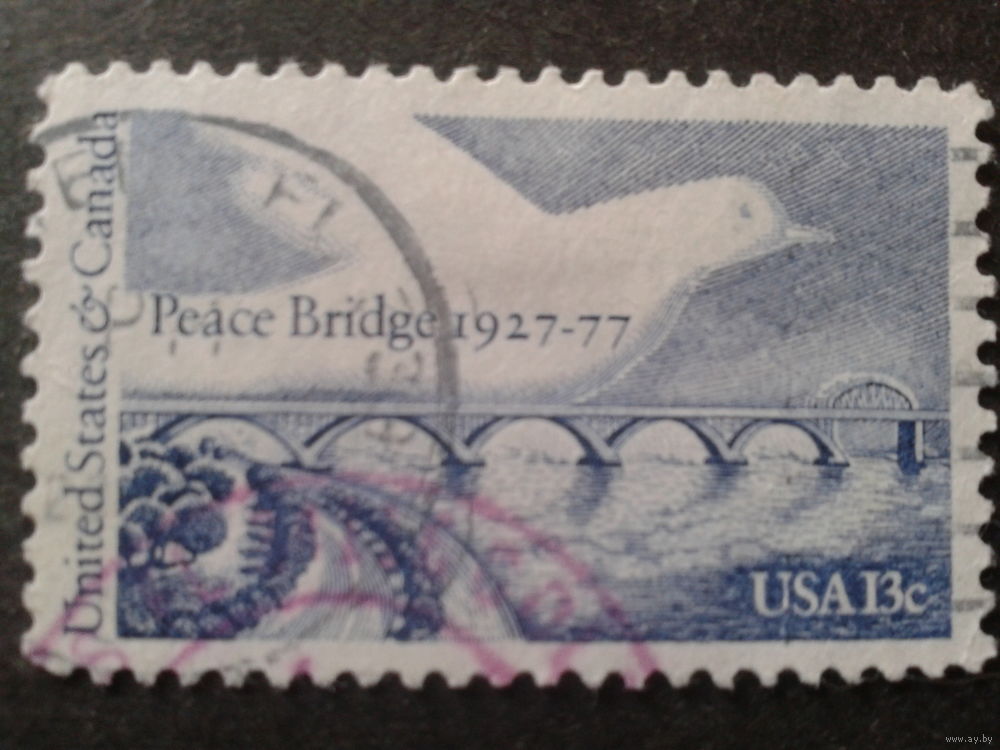 United States & Canada
Peace Bridge 1927-77
USA 13c
www.ay.by